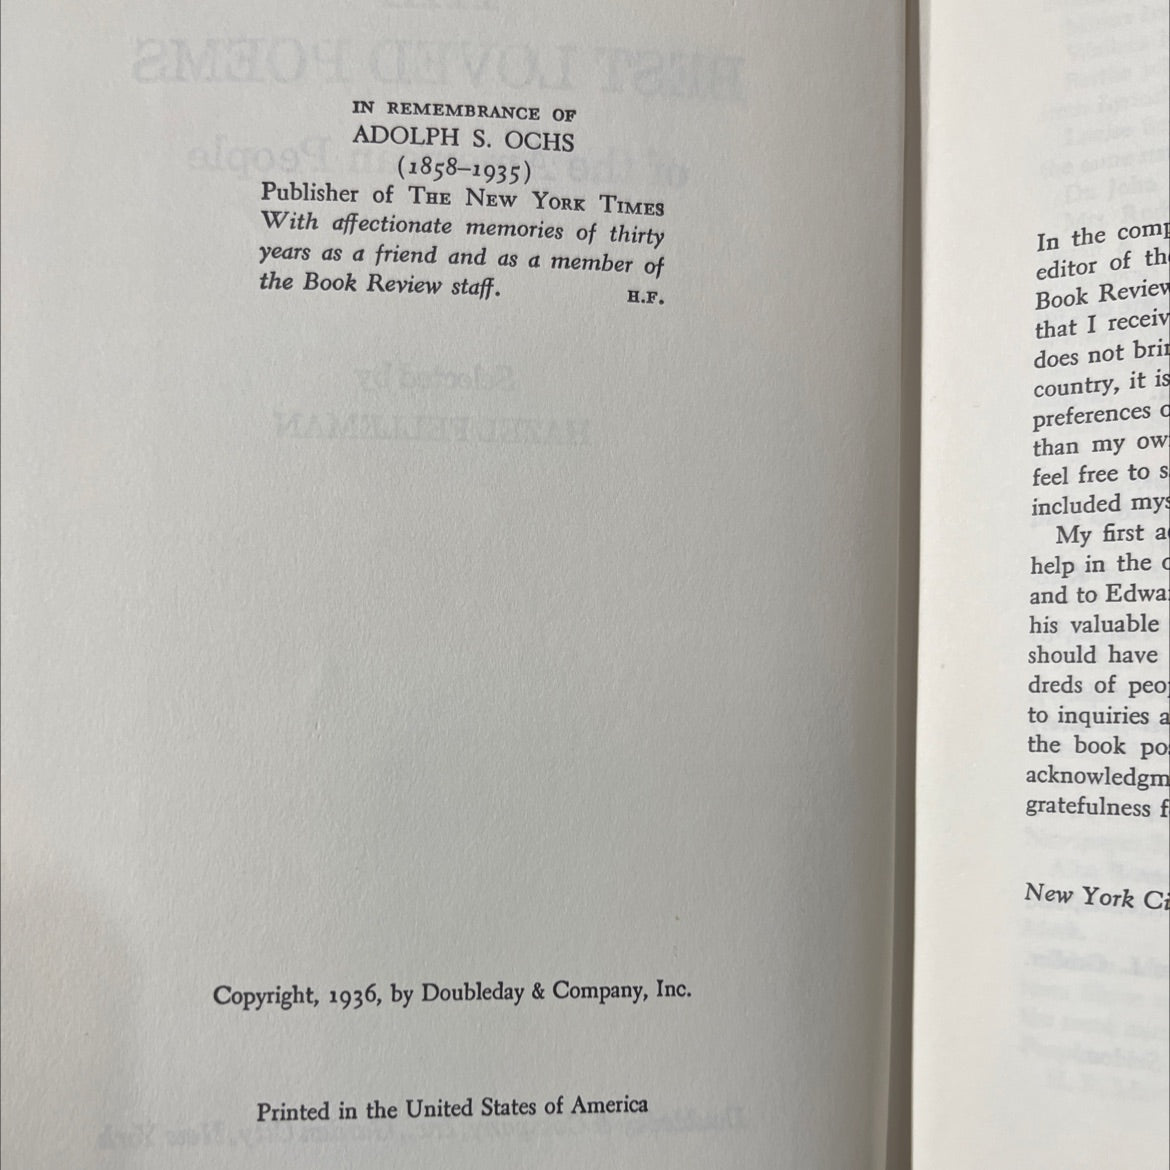 IN REMEMBRANCE OF
ADOLPH S. OCHS
(1858–1935)
Publisher of THE NEW YORK TIMES
With affectionate memories of thirty
years as a friend and as a member of
the Book Review staff. H.F.
Copyright, 1936, by Doubleday & Company, Inc.
Printed in the United States of America
In the comp
editor of the
Book Review
that I receiv
does not brin
country, it is
preferences o
than my ow
feel free to s
included mys
My first a
help in the o
and to Edwa
his valuable
should have
dreds of peop
to inquiries a
the book po
acknowledgm
gratefulness f
New York Ci